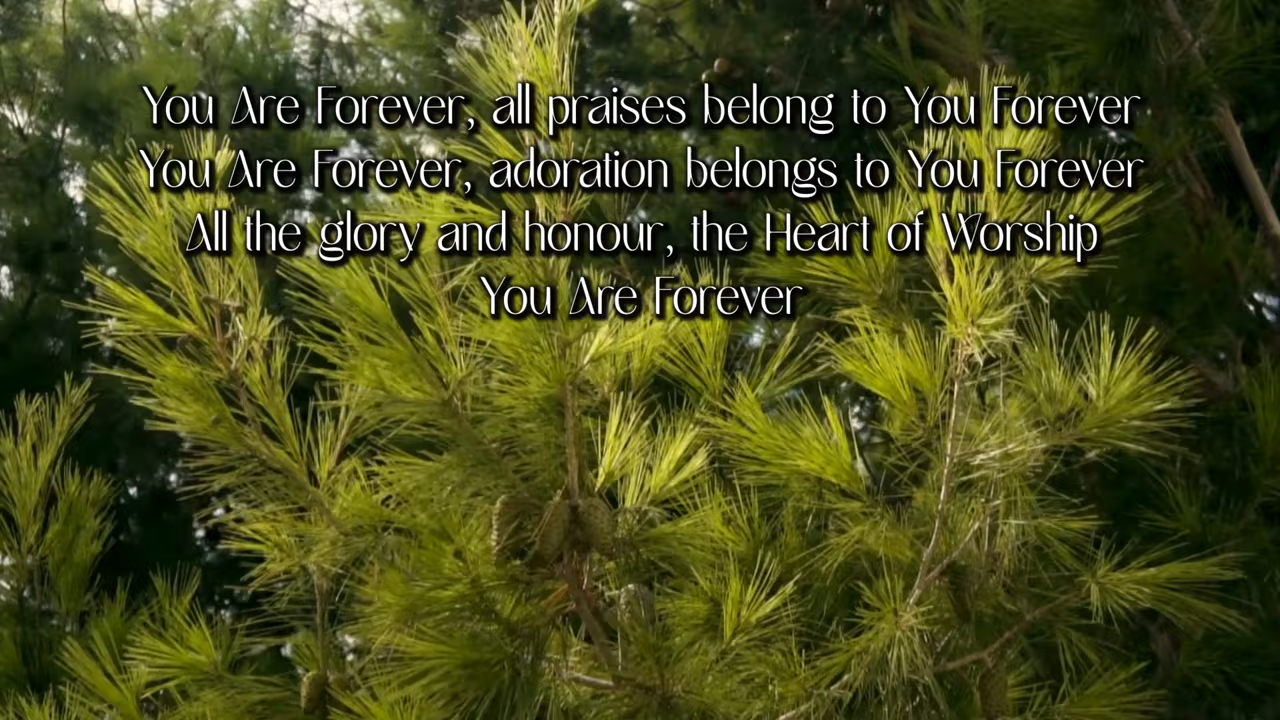 You Are Forever, all praises belong to You Forever
You Are Forever, adoration belongs to You Forever
All the glory and honour, the Heart of Worship
You Are Forever